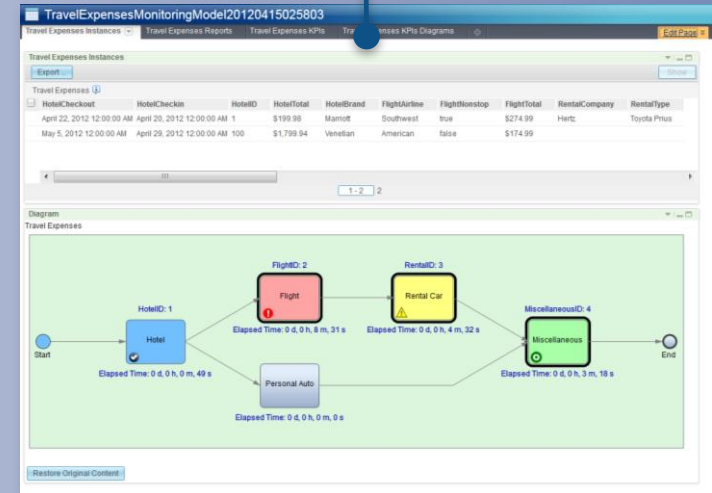 TravelExpensesMonitoringModel20120415025803
Travel Expenses Instances Travel Expenses Reports Travel Expenses KPIs enses KPIs Diagrams Edit Page
Travel Expenses Instances
Export Show
Travel Expenses
HotelCheckout HotelCheckin HotelID HotelTotal HotelBrand FlightAirline FlightNonstop FlightTotal RentalCompany RentalType
April 22, 2012 12:00:00 AM April 20, 2012 12:00:00 AM 1 $199.98 Marriott Southwest true $274.99 Hertz Toyota Prius
May 5, 2012 12:00:00 AM April 29, 2012 12:00:00 AM 100 $1,799.94 Venetian American false $174.99
1 - 2 2
Diagram
Travel Expenses
FlightID: 2 RentalID: 3
Flight Rental Car
HotelID: 1 MiscellaneousID: 4
Elapsed Time: 0 d, 0 h, 8 m, 31 s Elapsed Time: 0 d, 0 h, 4 m, 32 s
Hotel Miscellaneous
Start End
Elapsed Time: 0 d, 0 h, 0 m, 49 s Elapsed Time: 0 d, 0 h, 3 m, 18 s
Personal Auto
Elapsed Time: 0 d, 0 h, 0 m, 0 s
Restore Original Content